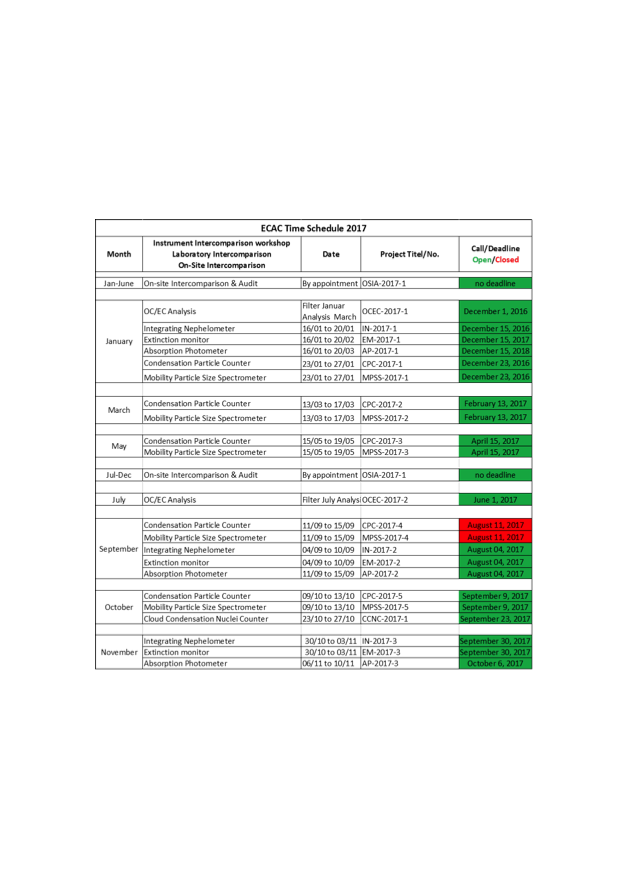 ECAC Time Schedule 2017
Month Instrument Intercomparison workshop Laboratory Intercomparison On-Site Intercomparison Date Project Titel/No. Call/Deadline Open/Closed
Jan-June On-site Intercomparison & Audit By appointment OSIA-2017-1 no deadline
January OC/EC Analysis Filter Januar Analysis March OCEC-2017-1 December 1, 2016
Integrating Nephelometer 16/01 to 20/01 IN-2017-1 December 15, 2016
Extinction monitor 16/01 to 20/02 EM-2017-1 December 15, 2017
Absorption Photometer 16/01 to 20/03 AP-2017-1 December 15, 2018
Condensation Particle Counter 23/01 to 27/01 CPC-2017-1 December 23, 2016
Mobility Particle Size Spectrometer 23/01 to 27/01 MPSS-2017-1 December 23, 2016
March Condensation Particle Counter 13/03 to 17/03 CPC-2017-2 February 13, 2017
Mobility Particle Size Spectrometer 13/03 to 17/03 MPSS-2017-2 February 13, 2017
May Condensation Particle Counter 15/05 to 19/05 CPC-2017-3 April 15, 2017
Mobility Particle Size Spectrometer 15/05 to 19/05 MPSS-2017-3 April 15, 2017
Jul-Dec On-site Intercomparison & Audit By appointment OSIA-2017-1 no deadline
July OC/EC Analysis Filter July Analysi OCEC-2017-2 June 1, 2017
September Condensation Particle Counter 11/09 to 15/09 CPC-2017-4 August 11, 2017
Mobility Particle Size Spectrometer 11/09 to 15/09 MPSS-2017-4 August 11, 2017
Integrating Nephelometer 04/09 to 10/09 IN-2017-2 August 04, 2017
Extinction monitor 04/09 to 10/09 EM-2017-2 August 04, 2017
Absorption Photometer 11/09 to 15/09 AP-2017-2 August 04, 2017
October Condensation Particle Counter 09/10 to 13/10 CPC-2017-5 September 9, 2017
Mobility Particle Size Spectrometer 09/10 to 13/10 MPSS-2017-5 September 9, 2017
Cloud Condensation Nuclei Counter 23/10 to 27/10 CCNC-2017-1 September 23, 2017
November Integrating Nephelometer 30/10 to 03/11 IN-2017-3 September 30, 2017
Extinction monitor 30/10 to 03/11 EM-2017-3 September 30, 2017
Absorption Photometer 06/11 to 10/11 AP-2017-3 October 6, 2017